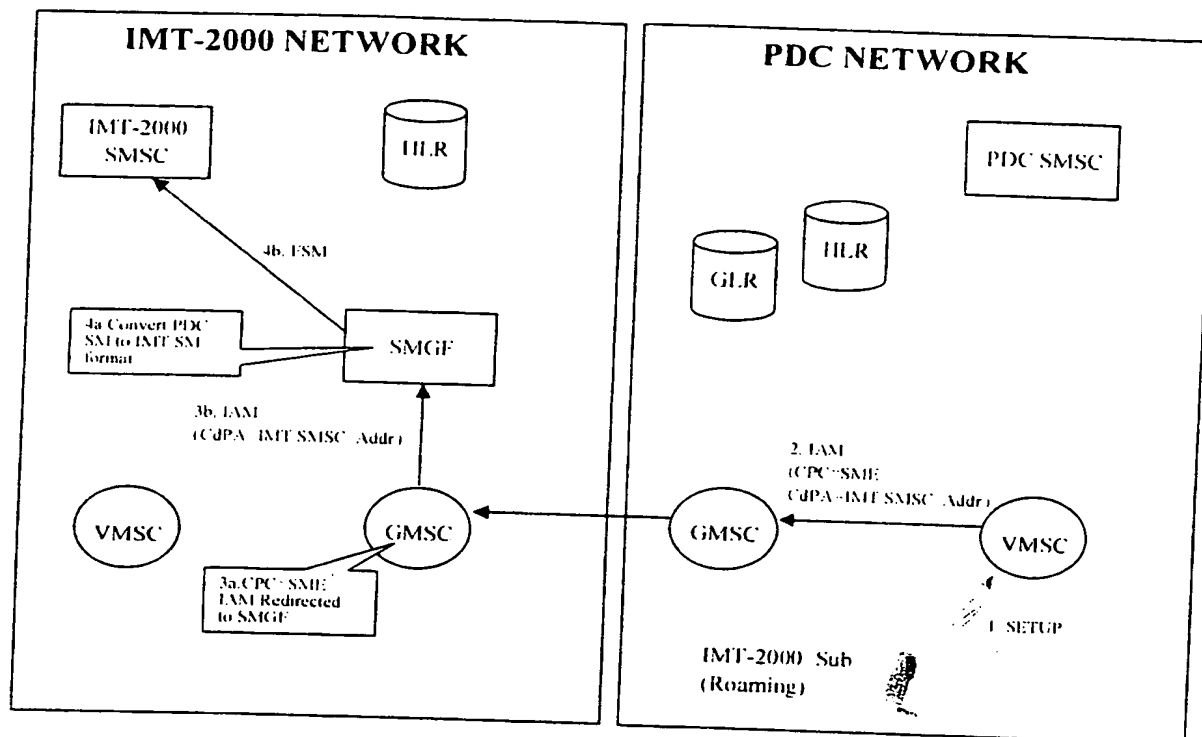 IMT-2000 NETWORK
PDC NETWORK
IMT-2000
SMSC
HLR
PDC SMSC
HLR
GLR
4b. FSM
4a Convert PDC
SM to IMT SM
format
SMGF
3b. IAM
(CdPA=IMT SMSC Addr)
2. IAM
(CPC=SME
CdPA=IMT SMSC Addr)
VMSC
GMSC
GMSC
VMSC
3a.CPC=SME
IAM Redirected
to SMGF
1. SETUP
IMT-2000 Sub
(Roaming)